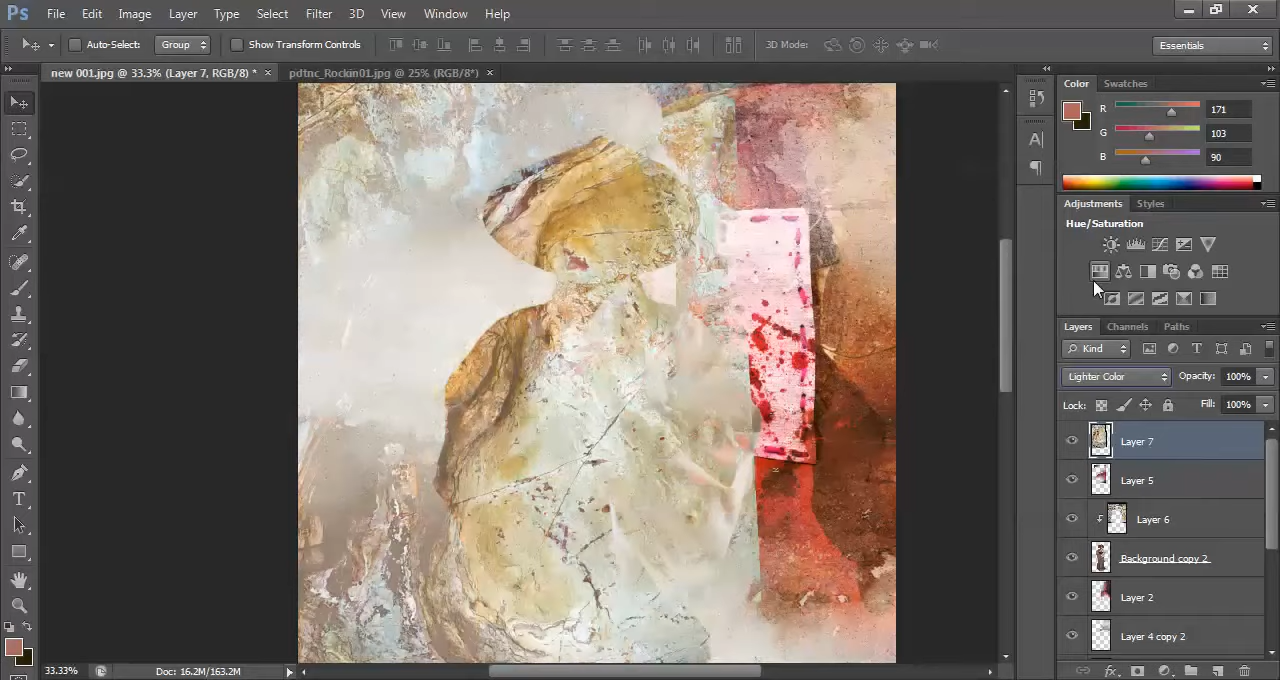 Ps File Edit Image Layer Type Select Filter 3D View Window Help
Auto-Select: Group Show Transform Controls 3D Mode: Essentials
new 001.jpg @ 33.3% (Layer 7, RGB/8) * × pdtnc_Rockin01.jpg @ 25% (RGB/8*) ×
Color Swatches
R 171
G 103
B 90
Adjustments Styles
Hue/Saturation
Layers Channels Paths
Kind
Lighter Color Opacity: 100%
Lock: Fill: 100%
Layer 7
Layer 5
Layer 6
Background copy 2
Layer 2
Layer 4 copy 2
33.33% Doc: 16.2M/163.2M